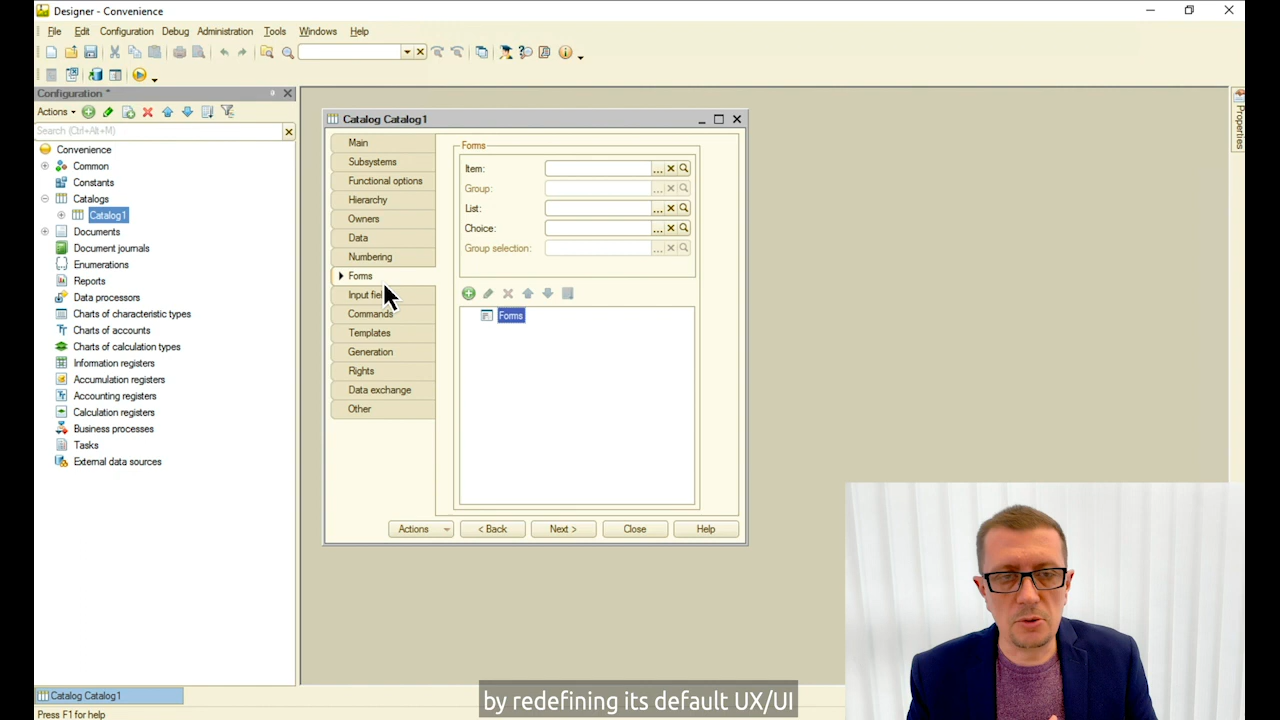 Designer - Convenience
File Edit Configuration Debug Administration Tools Windows Help
Configuration *
Actions
Search (Ctrl+Alt+M)
Convenience
Common
Constants
Catalogs
Catalog1
Documents
Document journals
Enumerations
Reports
Data processors
Charts of characteristic types
Charts of accounts
Charts of calculation types
Information registers
Accumulation registers
Accounting registers
Calculation registers
Business processes
Tasks
External data sources
Catalog Catalog1
Main
Subsystems
Functional options
Hierarchy
Owners
Data
Numbering
Forms
Commands
Templates
Generation
Rights
Data exchange
Other
Forms
Item:
Group:
List:
Choice:
Group selection:
Forms
Actions < Back Next > Close Help
Properties
Catalog Catalog1
Press F1 for help
by redefining its default UX/UI